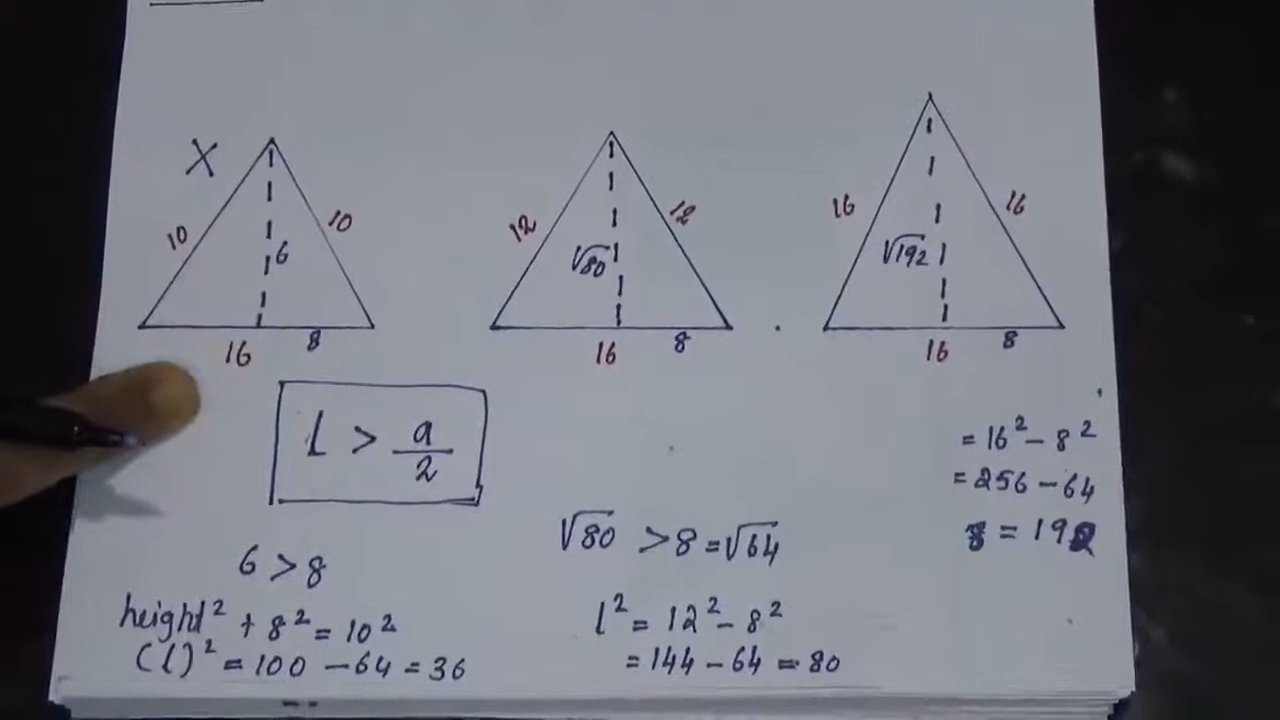 X
10
10
6
16
8
12
12
√80
16
8
16
16
√192
16
8
l > a/2
6 > 8
height² + 8² = 10²
(l)² = 100 - 64 = 36
√80 > 8 = √64
l² = 12² - 8²
= 144 - 64 = 80
= 16² - 8²
= 256 - 64
= 192